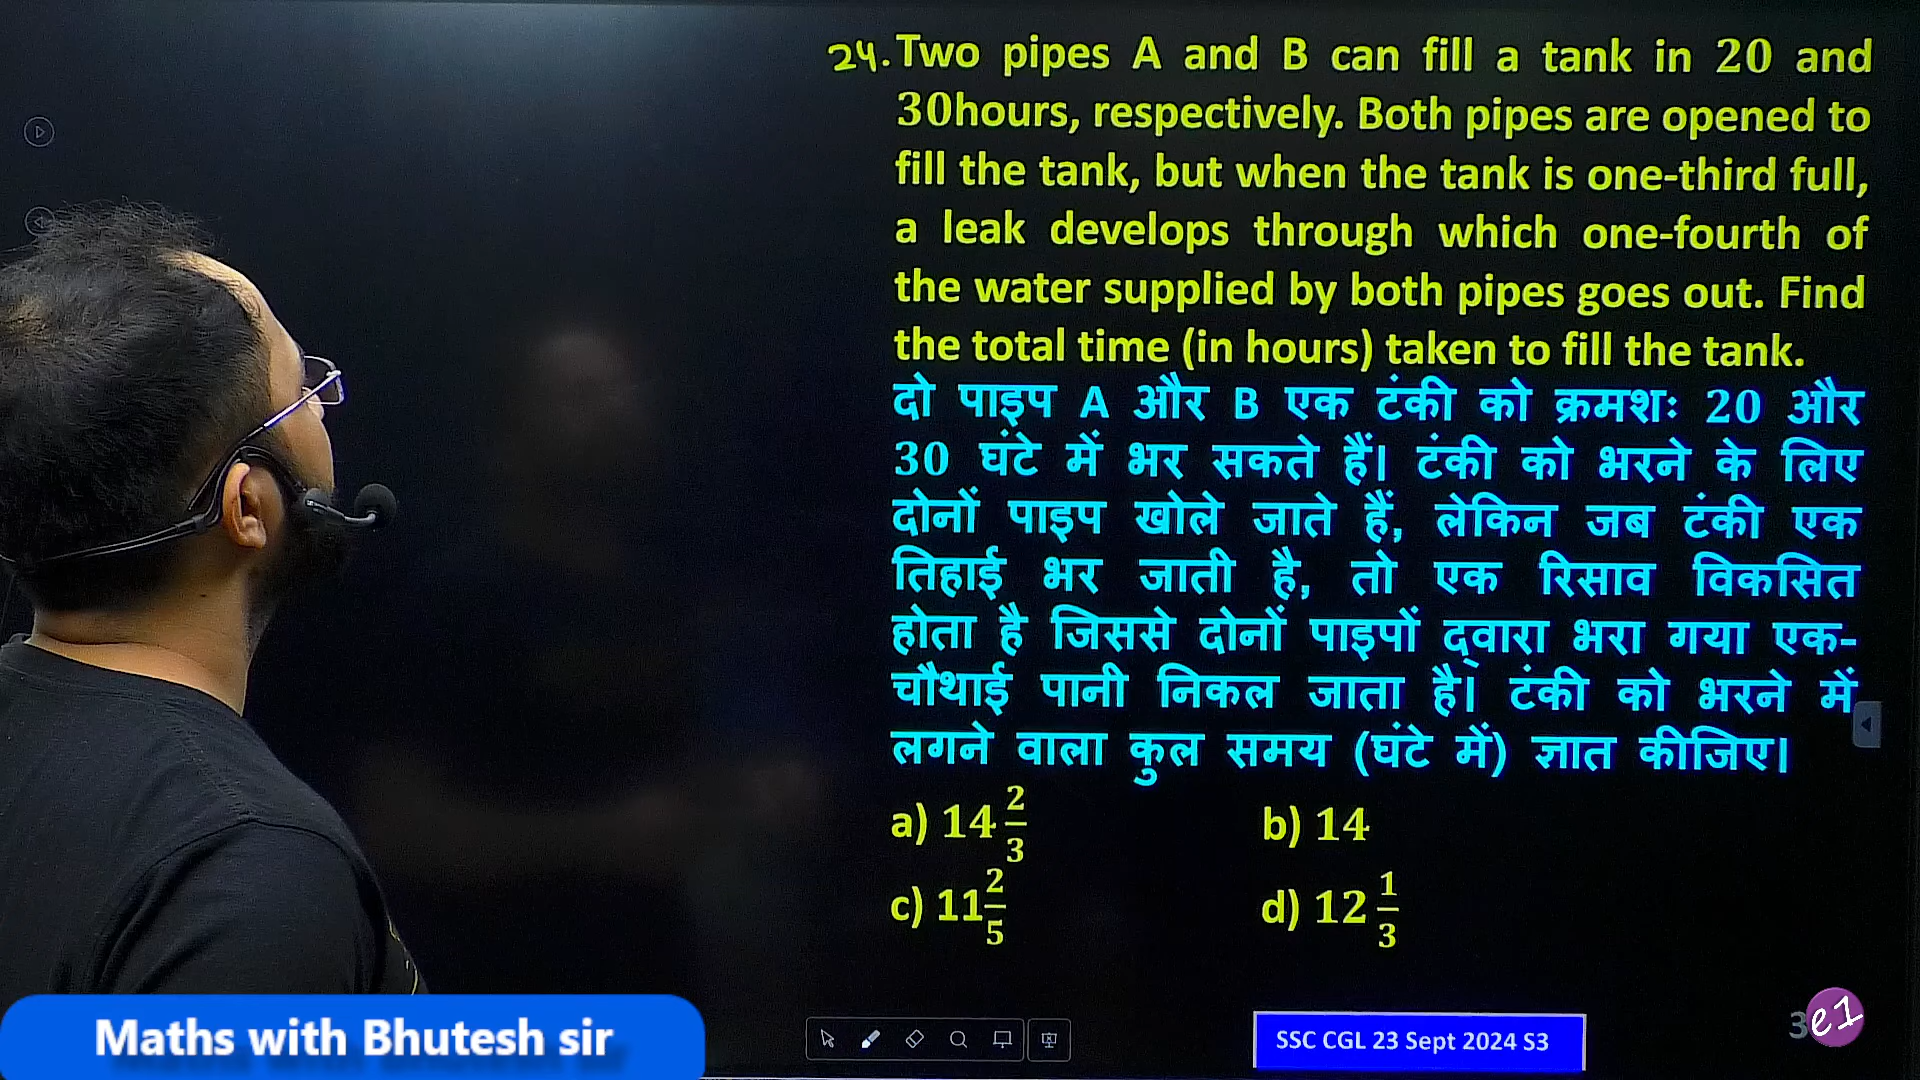 24. Two pipes A and B can fill a tank in 20 and
30hours, respectively. Both pipes are opened to
fill the tank, but when the tank is one-third full,
a leak develops through which one-fourth of
the water supplied by both pipes goes out. Find
the total time (in hours) taken to fill the tank.
दो पाइप A और B एक टंकी को क्रमशः 20 और
30 घंटे में भर सकते हैं। टंकी को भरने के लिए
दोनों पाइप खोले जाते हैं, लेकिन जब टंकी एक
तिहाई भर जाती है, तो एक रिसाव विकसित
होता है जिससे दोनों पाइपों द्वारा भरा गया एक-
चौथाई पानी निकल जाता है। टंकी को भरने में
लगने वाला कुल समय (घंटे में) ज्ञात कीजिए।
a) 14 2/3 b) 14
c) 11 2/5 d) 12 1/3
Maths with Bhutesh sir
SSC CGL 23 Sept 2024 S3
e1